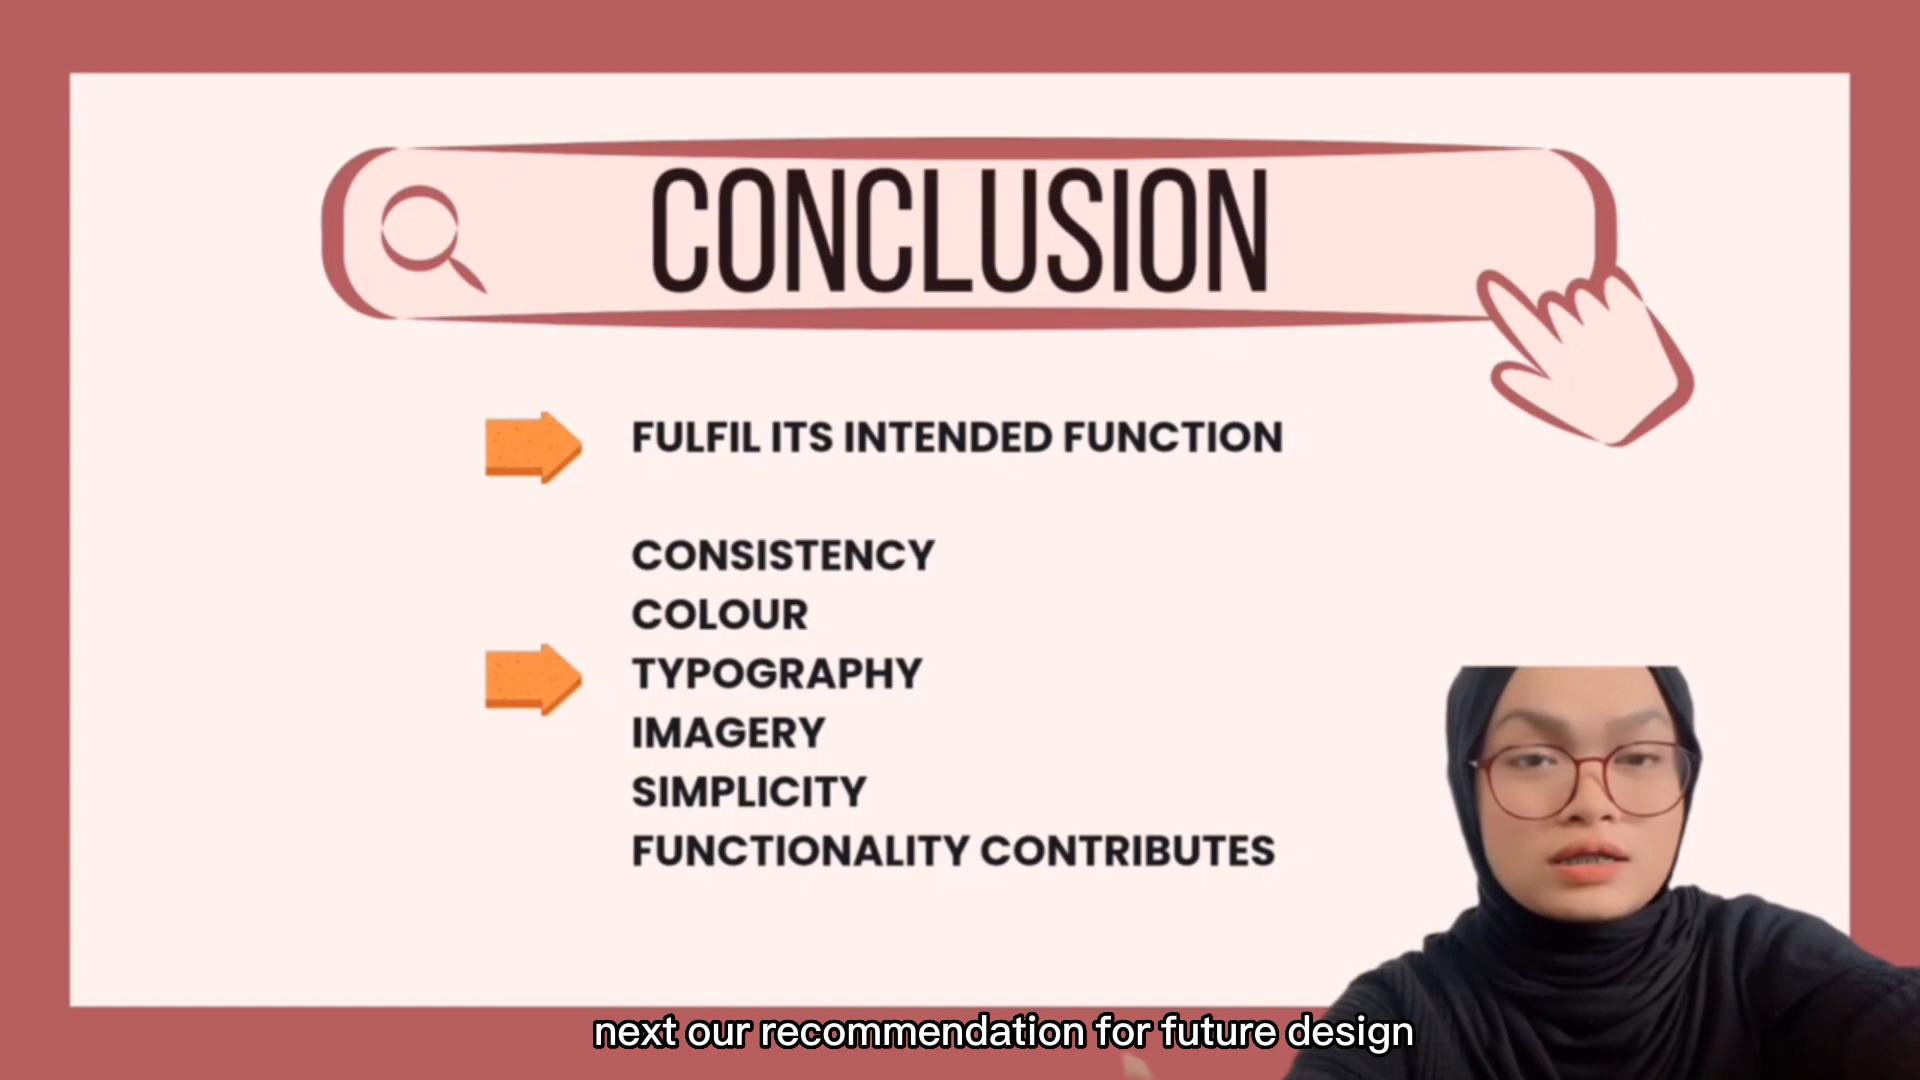 CONCLUSION
FULFIL ITS INTENDED FUNCTION
CONSISTENCY
COLOUR
TYPOGRAPHY
IMAGERY
SIMPLICITY
FUNCTIONALITY CONTRIBUTES
next our recommendation for future design